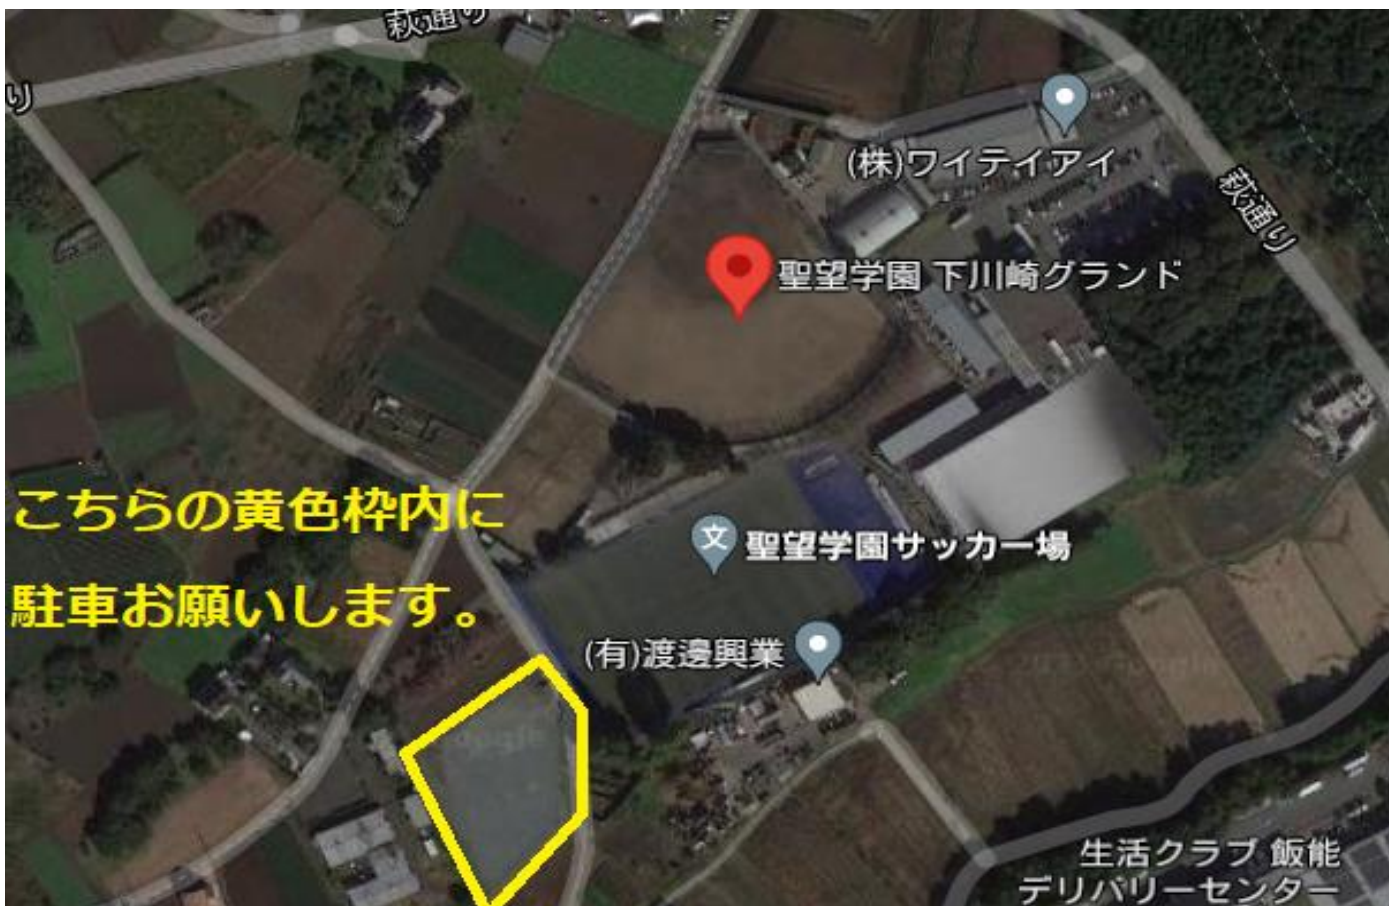 萩通り
り
(株)ワイテイアイ
萩通り
聖望学園 下川崎グランド
こちらの黄色枠内に
駐車お願いします。
文 聖望学園サッカー場
(有)渡邊興業
Google
生活クラブ 飯能
デリバリーセンター